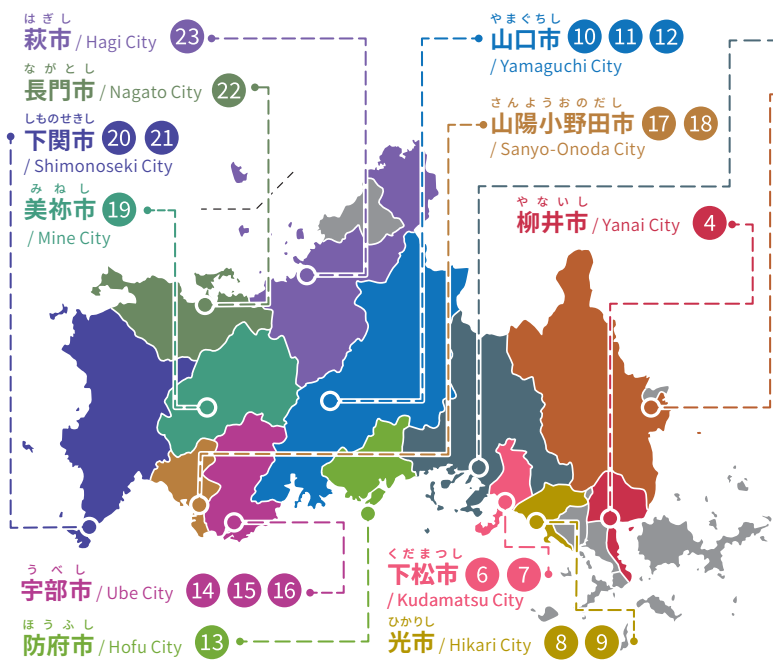 はぎし
萩市 / Hagi City 23
ながとし
長門市 / Nagato City 22
しものせきし
下関市 20 21
/ Shimonoseki City
みねし
美祢市 19
/ Mine City
やまぐちし
山口市 10 11 12
/ Yamaguchi City
さんようおのだし
山陽小野田市 17 18
/ Sanyo-Onoda City
やないし
柳井市 / Yanai City 4
うべし
宇部市 / Ube City 14 15 16
ほうふし
防府市 / Hofu City 13
くだまつし
下松市 6 7
/ Kudamatsu City
ひかりし
光市 / Hikari City 8 9